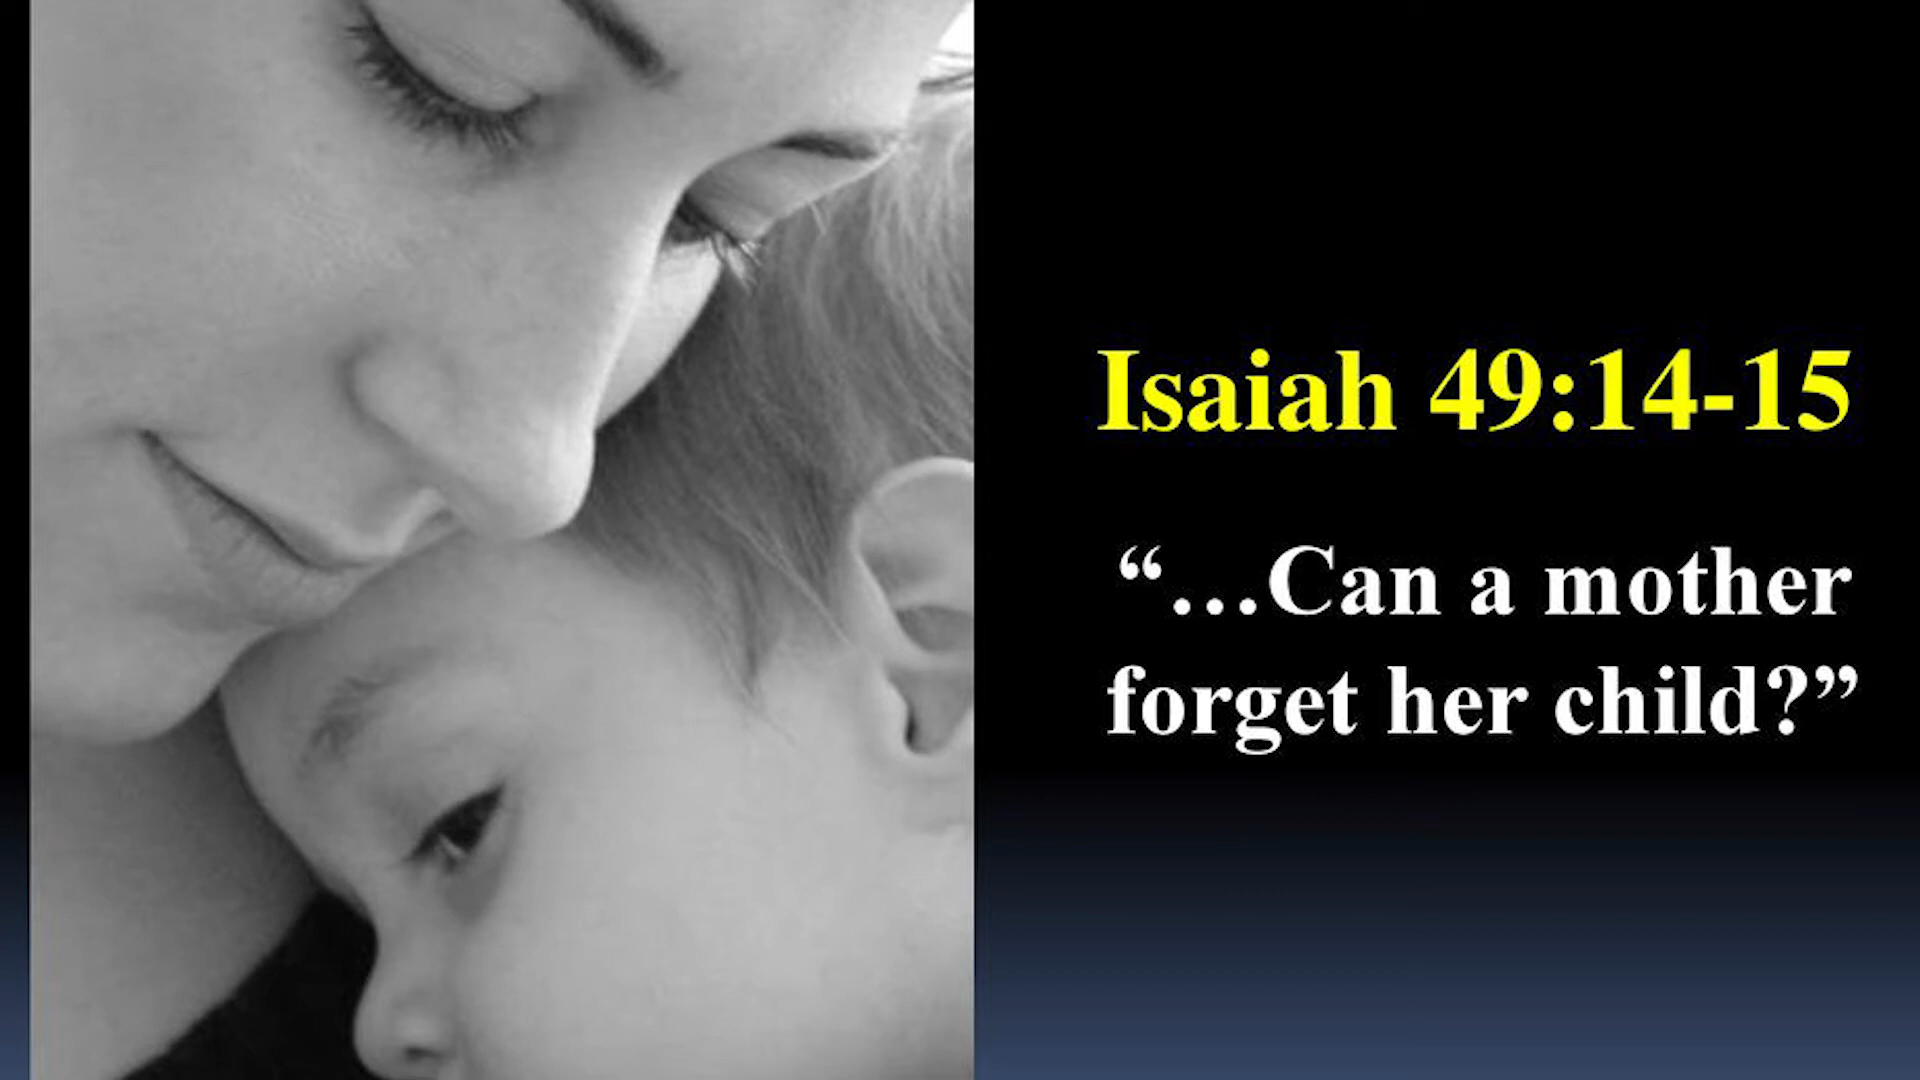 Isaiah 49:14-15
“…Can a mother
forget her child?”